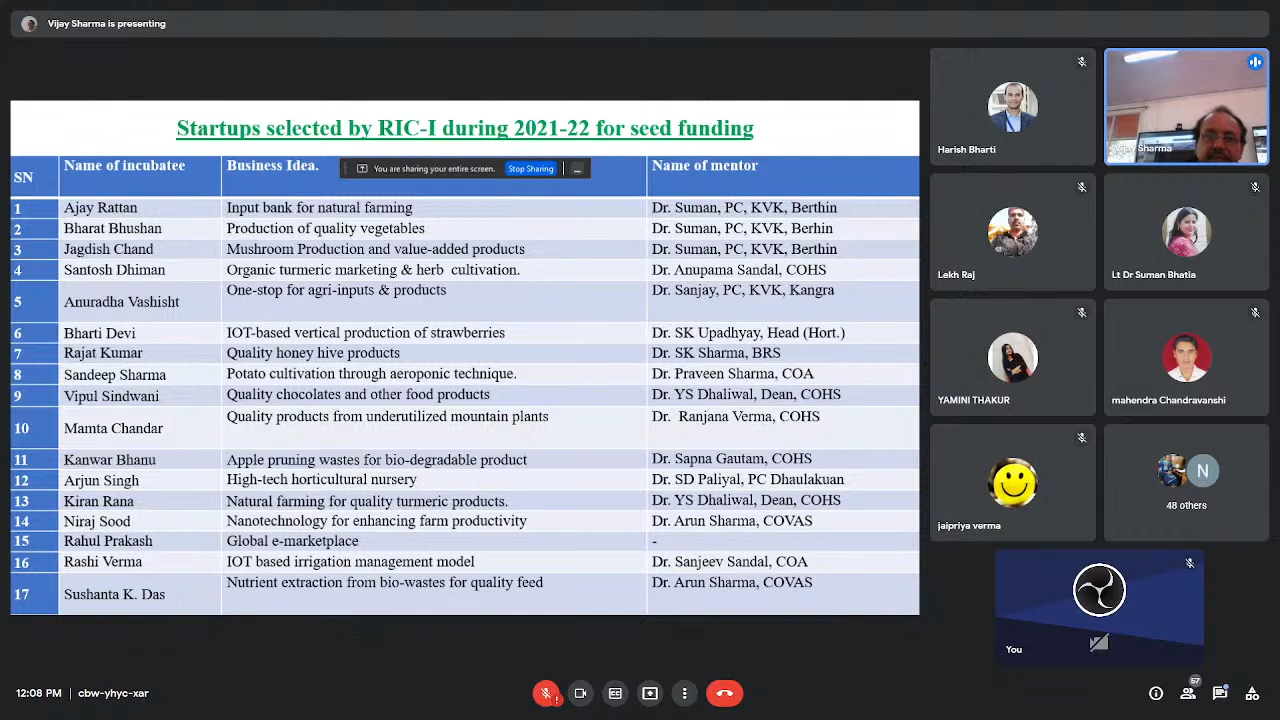 Vijay Sharma is presenting
Startups selected by RIC-I during 2021-22 for seed funding
SN Name of incubatee Business Idea. Name of mentor
You are sharing your entire screen. Stop Sharing
1 Ajay Rattan Input bank for natural farming Dr. Suman, PC, KVK, Berthin
2 Bharat Bhushan Production of quality vegetables Dr. Suman, PC, KVK, Berhin
3 Jagdish Chand Mushroom Production and value-added products Dr. Suman, PC, KVK, Berthin
4 Santosh Dhiman Organic turmeric marketing & herb cultivation. Dr. Anupama Sandal, COHS
5 Anuradha Vashisht One-stop for agri-inputs & products Dr. Sanjay, PC, KVK, Kangra
6 Bharti Devi IOT-based vertical production of strawberries Dr. SK Upadhyay, Head (Hort.)
7 Rajat Kumar Quality honey hive products Dr. SK Sharma, BRS
8 Sandeep Sharma Potato cultivation through aeroponic technique. Dr. Praveen Sharma, COA
9 Vipul Sindwani Quality chocolates and other food products Dr. YS Dhaliwal, Dean, COHS
10 Mamta Chandar Quality products from underutilized mountain plants Dr. Ranjana Verma, COHS
11 Kanwar Bhanu Apple pruning wastes for bio-degradable product Dr. Sapna Gautam, COHS
12 Arjun Singh High-tech horticultural nursery Dr. SD Paliyal, PC Dhaulakuan
13 Kiran Rana Natural farming for quality turmeric products. Dr. YS Dhaliwal, Dean, COHS
14 Niraj Sood Nanotechnology for enhancing farm productivity Dr. Arun Sharma, COVAS
15 Rahul Prakash Global e-marketplace -
16 Rashi Verma IOT based irrigation management model Dr. Sanjeev Sandal, COA
17 Sushanta K. Das Nutrient extraction from bio-wastes for quality feed Dr. Arun Sharma, COVAS
Harish Bharti
Vijay Sharma
Lekh Raj
Lt Dr Suman Bhatia
YAMINI THAKUR
mahendra Chandravanshi
jaipriya verma
N
48 others
You
12:08 PM | cbw-yhyc-xar
57